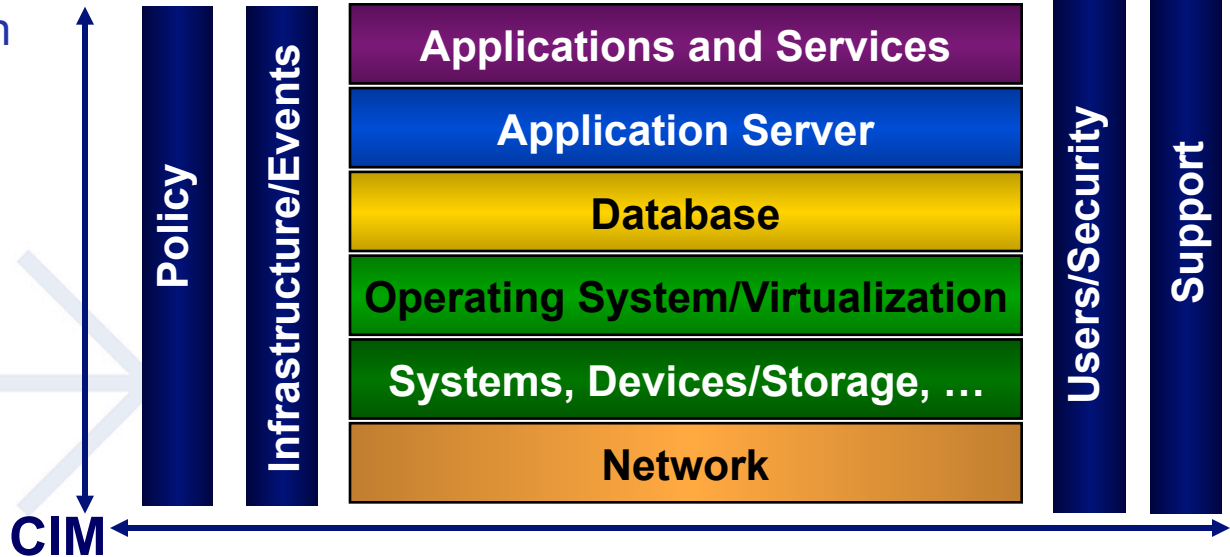 n
Policy
Infrastructure/Events
Applications and Services
Application Server
Database
Operating System/Virtualization
Systems, Devices/Storage, …
Network
Users/Security
Support
CIM